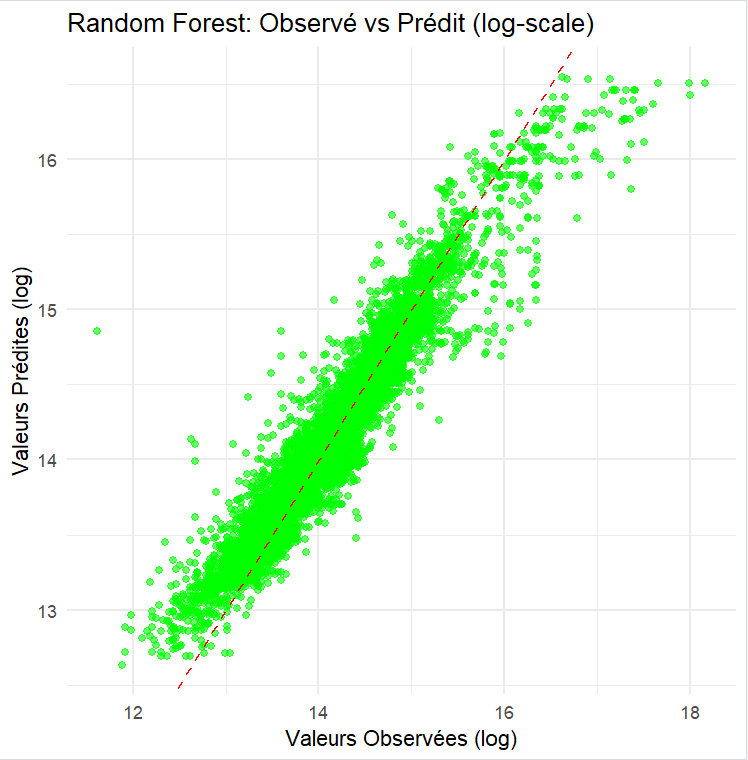 Random Forest: Observé vs Prédit (log-scale)
Valeurs Prédites (log)
16
15
14
13
12
14
16
18
Valeurs Observées (log)